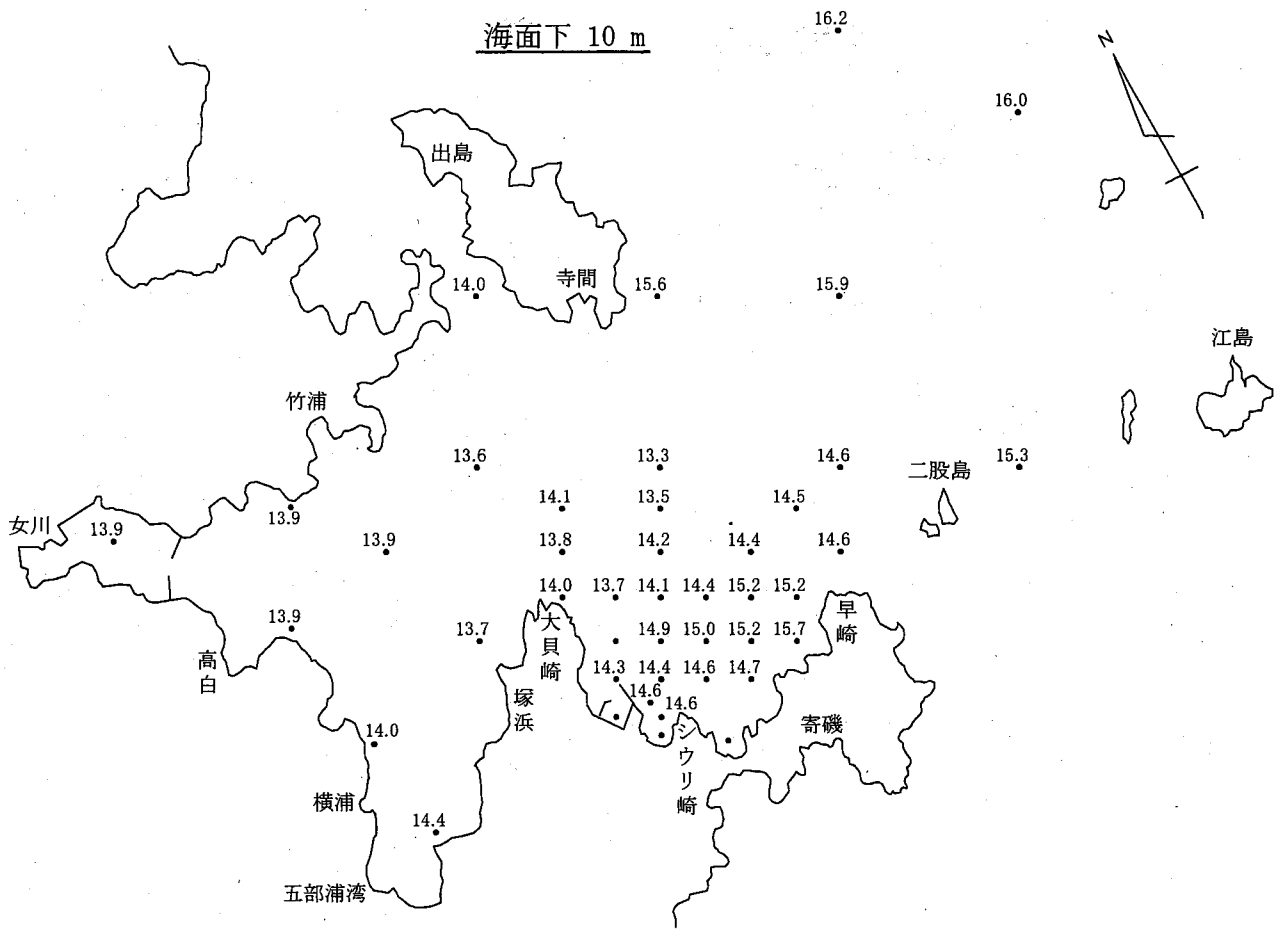 海面下 10 m
16.2
N
16.0
出島
14.0
寺間
15.6
15.9
江島
竹浦
13.6
13.3
14.6
二股島
15.3
14.1
13.5
14.5
女川
13.9
13.9
13.9
13.8
14.2
14.4
14.6
14.0
13.7
14.1
14.4
15.2
15.2
大貝崎
早崎
13.9
13.7
14.9
15.0
15.2
15.7
高白
14.3
14.4
14.6
14.7
塚浜
14.6
14.6
シウリ崎
寄磯
14.0
横浦
14.4
五部浦湾